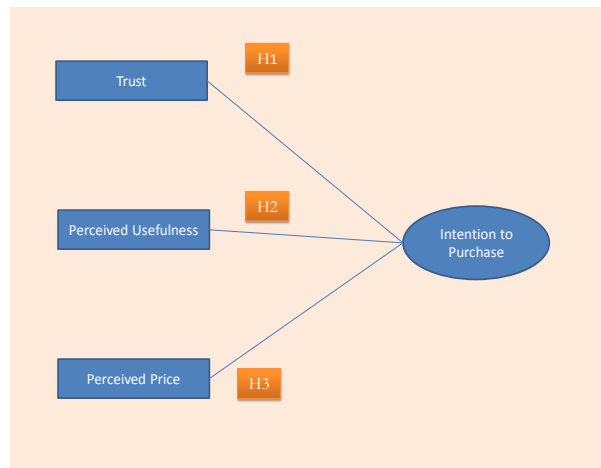 H1
Trust
H2
Perceived Usefulness
Intention to
Purchase
Perceived Price
H3